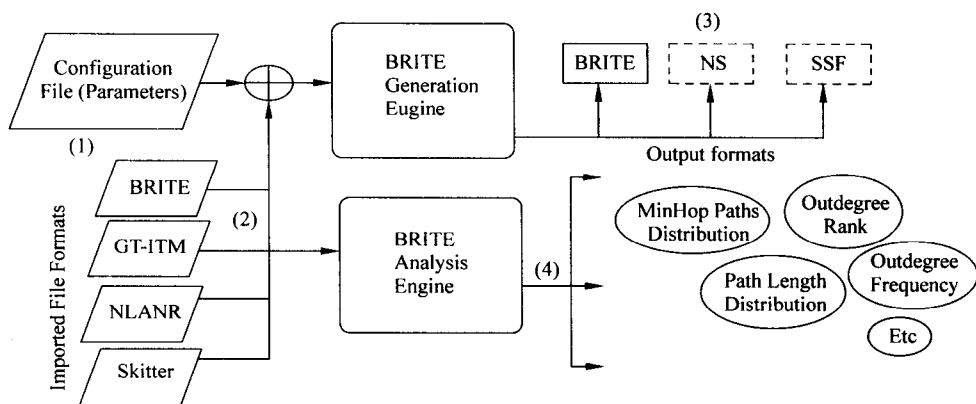 Configuration
File (Parameters)
(1)
BRITE
Generation
Eugine
(3)
BRITE
NS
SSF
Output formats
Imported File Formats
BRITE
GT-ITM
NLANR
Skitter
(2)
BRITE
Analysis
Engine
(4)
MinHop Paths
Distribution
Outdegree
Rank
Path Length
Distribution
Outdegree
Frequency
Etc